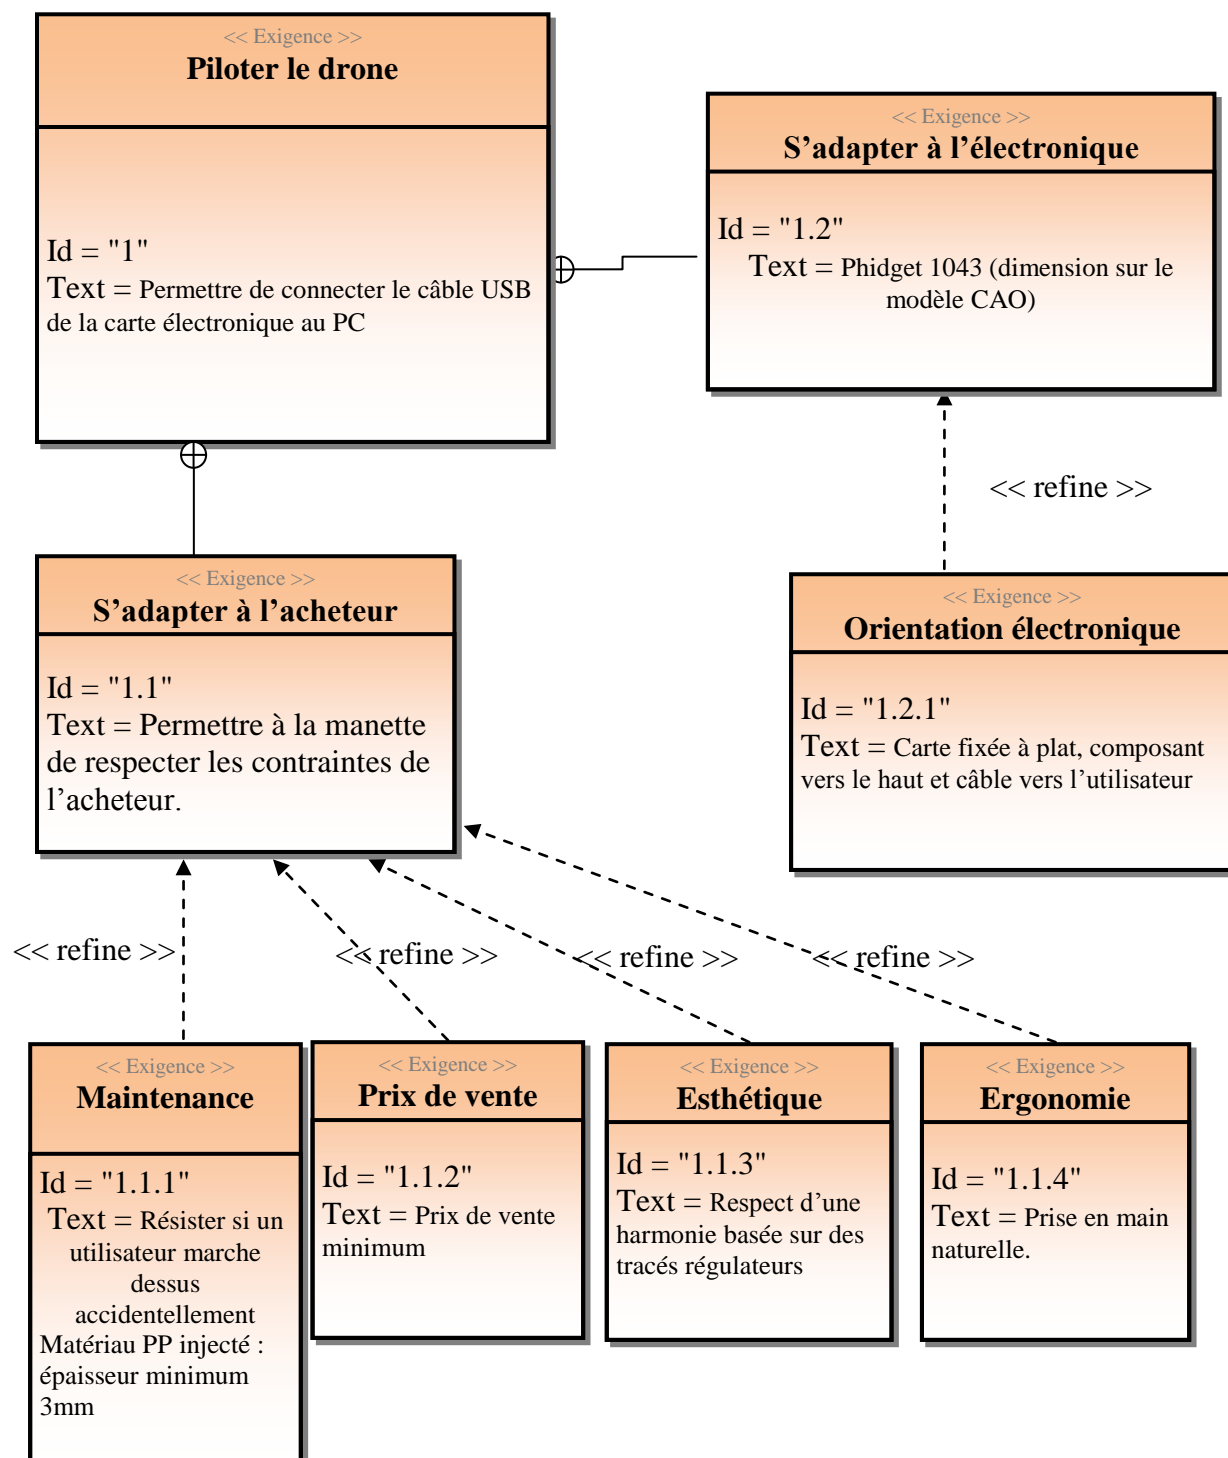 << Exigence >>
Piloter le drone
Id = "1"
Text = Permettre de connecter le câble USB
de la carte électronique au PC
<< Exigence >>
S’adapter à l’électronique
Id = "1.2"
Text = Phidget 1043 (dimension sur le
modèle CAO)
<< refine >>
<< Exigence >>
S’adapter à l’acheteur
Id = "1.1"
Text = Permettre à la manette
de respecter les contraintes de
l’acheteur.
<< Exigence >>
Orientation électronique
Id = "1.2.1"
Text = Carte fixée à plat, composant
vers le haut et câble vers l’utilisateur
<< refine >>
<< refine >>
<< refine >>
<< refine >>
<< Exigence >>
Maintenance
Id = "1.1.1"
Text = Résister si un
utilisateur marche
dessus
accidentellement
Matériau PP injecté :
épaisseur minimum
3mm
<< Exigence >>
Prix de vente
Id = "1.1.2"
Text = Prix de vente
minimum
<< Exigence >>
Esthétique
Id = "1.1.3"
Text = Respect d’une
harmonie basée sur des
tracés régulateurs
<< Exigence >>
Ergonomie
Id = "1.1.4"
Text = Prise en main
naturelle.